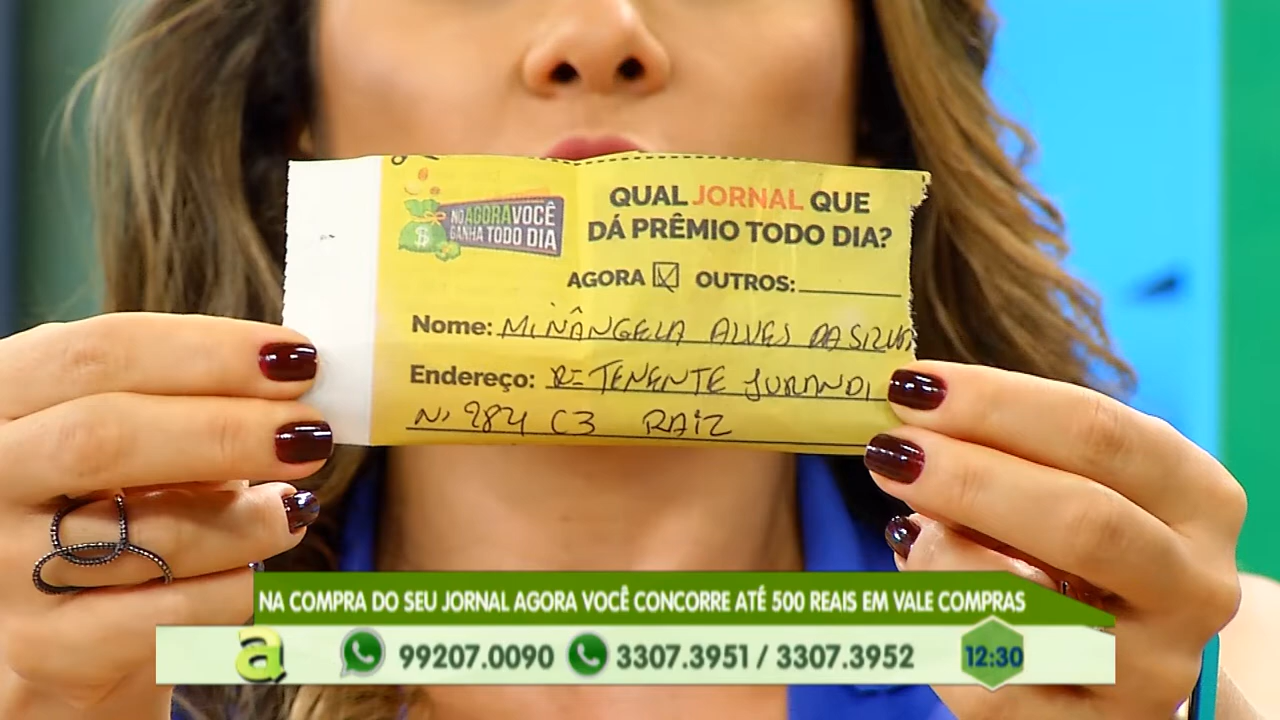 NO AGORA VOCÊ
GANHA TODO DIA
QUAL JORNAL QUE
DÁ PRÊMIO TODO DIA?
AGORA OUTROS:
Nome: MINÂNGELA ALVES DA SILVA
Endereço: R= TENENTE JURANDI
Nº 284 C3 RAIZ
NA COMPRA DO SEU JORNAL AGORA VOCÊ CONCORRE ATÉ 500 REAIS EM VALE COMPRAS
a 99207.0090 3307.3951 / 3307.3952 12:30